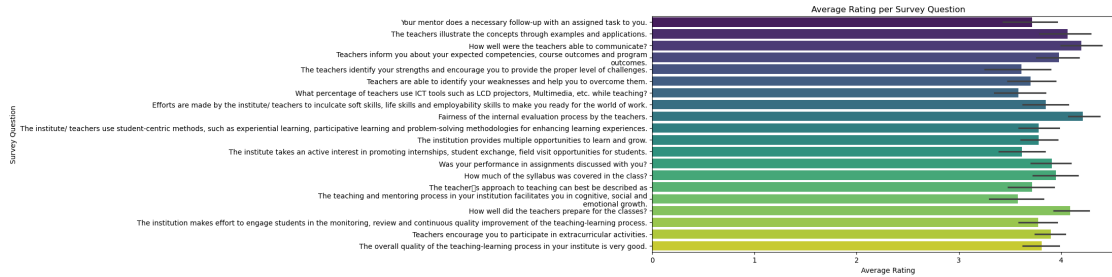 Average Rating per Survey Question
Survey Question
Your mentor does a necessary follow-up with an assigned task to you.
The teachers illustrate the concepts through examples and applications.
How well were the teachers able to communicate?
Teachers inform you about your expected competencies, course outcomes and program
outcomes.
The teachers identify your strengths and encourage you to provide the proper level of challenges.
Teachers are able to identify your weaknesses and help you to overcome them.
What percentage of teachers use ICT tools such as LCD projectors, Multimedia, etc. while teaching?
Efforts are made by the institute/ teachers to inculcate soft skills, life skills and employability skills to make you ready for the world of work.
Fairness of the internal evaluation process by the teachers.
The institute/ teachers use student-centric methods, such as experiential learning, participative learning and problem-solving methodologies for enhancing learning experiences.
The institution provides multiple opportunities to learn and grow.
The institute takes an active interest in promoting internships, student exchange, field visit opportunities for students.
Was your performance in assignments discussed with you?
How much of the syllabus was covered in the class?
The teacher▯s approach to teaching can best be described as
The teaching and mentoring process in your institution facilitates you in cognitive, social and
emotional growth.
How well did the teachers prepare for the classes?
The institution makes effort to engage students in the monitoring, review and continuous quality improvement of the teaching-learning process.
Teachers encourage you to participate in extracurricular activities.
The overall quality of the teaching-learning process in your institute is very good.
0 1 2 3 4
Average Rating